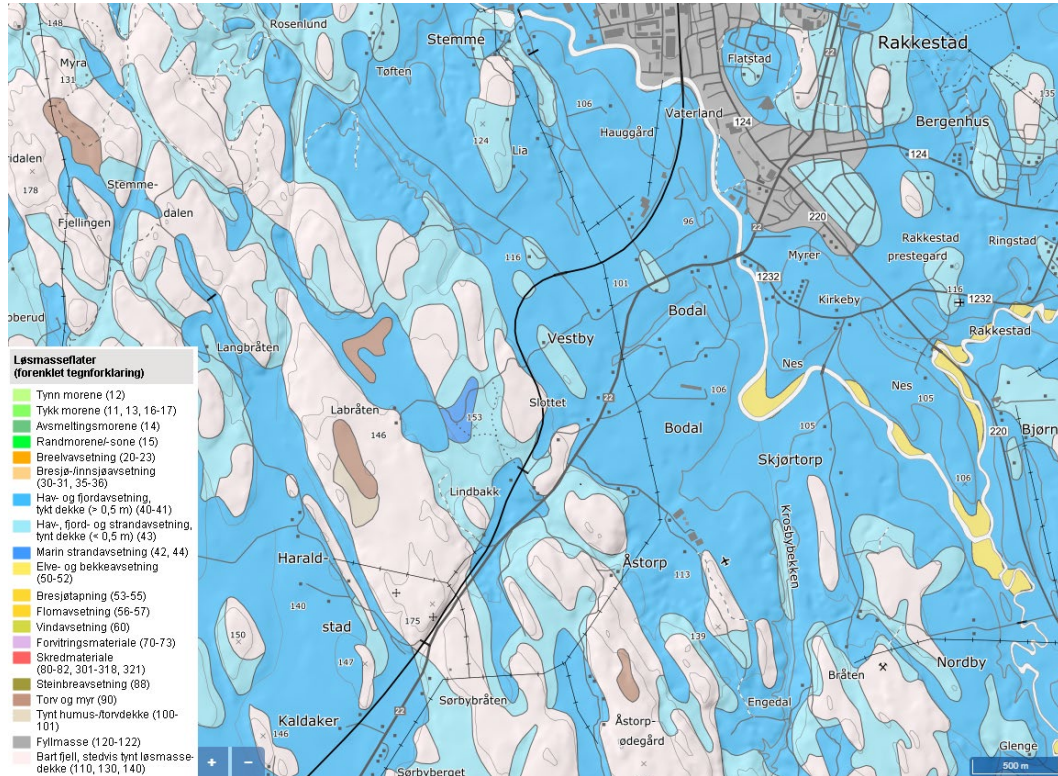 148
Rosenlund
Stemme
Rakkestad
22
Flatstad
Myra
131
Tøften
106
Vaterland
135
Hauggård
124
Bergenhus
124
Lia
124
178
Stemme-
dalen
Fjellingen
220
96
22
Rakkestad
prestegard
Ringstad
116
Myrer
1232
101
Kirkeby
116
1232
Bodal
Rakkestad
Langbråten
Vestby
Nes
Nes
106
105
Slottet
22
Labråten
153
146
Bodal
105
220
Bjørn
Skjørtorp
106
Lindbakk
Krosbybekken
Harald-
stad
Åstorp
113
140
175
150
139
147
Bråten
Nordby
Sørbybråten
Engedal
22
Kaldaker
Åstorp-
ødegård
146
Glenge
Sørbyberget
Løsmasseflater
(forenklet tegnforklaring)
Tynn morene (12)
Tykk morene (11, 13, 16-17)
Avsmeltingsmorene (14)
Randmorene/-sone (15)
Breelvavsetning (20-23)
Bresjø-/innsjøavsetning
(30-31, 35-36)
Hav- og fjordavsetning,
tykt dekke (> 0,5 m) (40-41)
Hav-, fjord- og strandavsetning,
tynt dekke (< 0,5 m) (43)
Marin strandavsetning (42, 44)
Elve- og bekkeavsetning
(50-52)
Bresjøtapning (53-55)
Flomavsetning (56-57)
Vindavsetning (60)
Forvitringsmateriale (70-73)
Skredmateriale
(80-82, 301-318, 321)
Steinbreavsetning (88)
Torv og myr (90)
Tynt humus-/torvdekke (100-
101)
Fyllmasse (120-122)
Bart fjell, stedvis tynt løsmasse-
dekke (110, 130, 140)
+ −
500 m